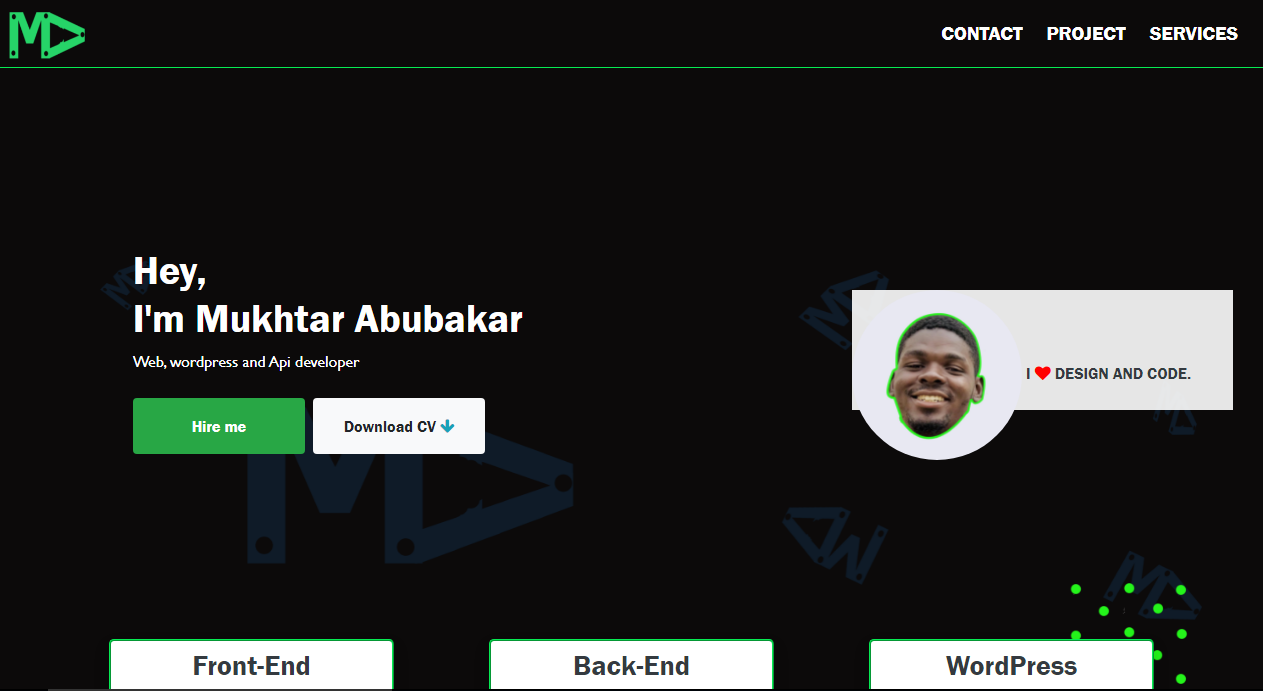 MA
CONTACT PROJECT SERVICES
Hey,
I'm Mukhtar Abubakar
Web, wordpress and Api developer
Hire me
Download CV
I ❤ DESIGN AND CODE.
Front-End
Back-End
WordPress